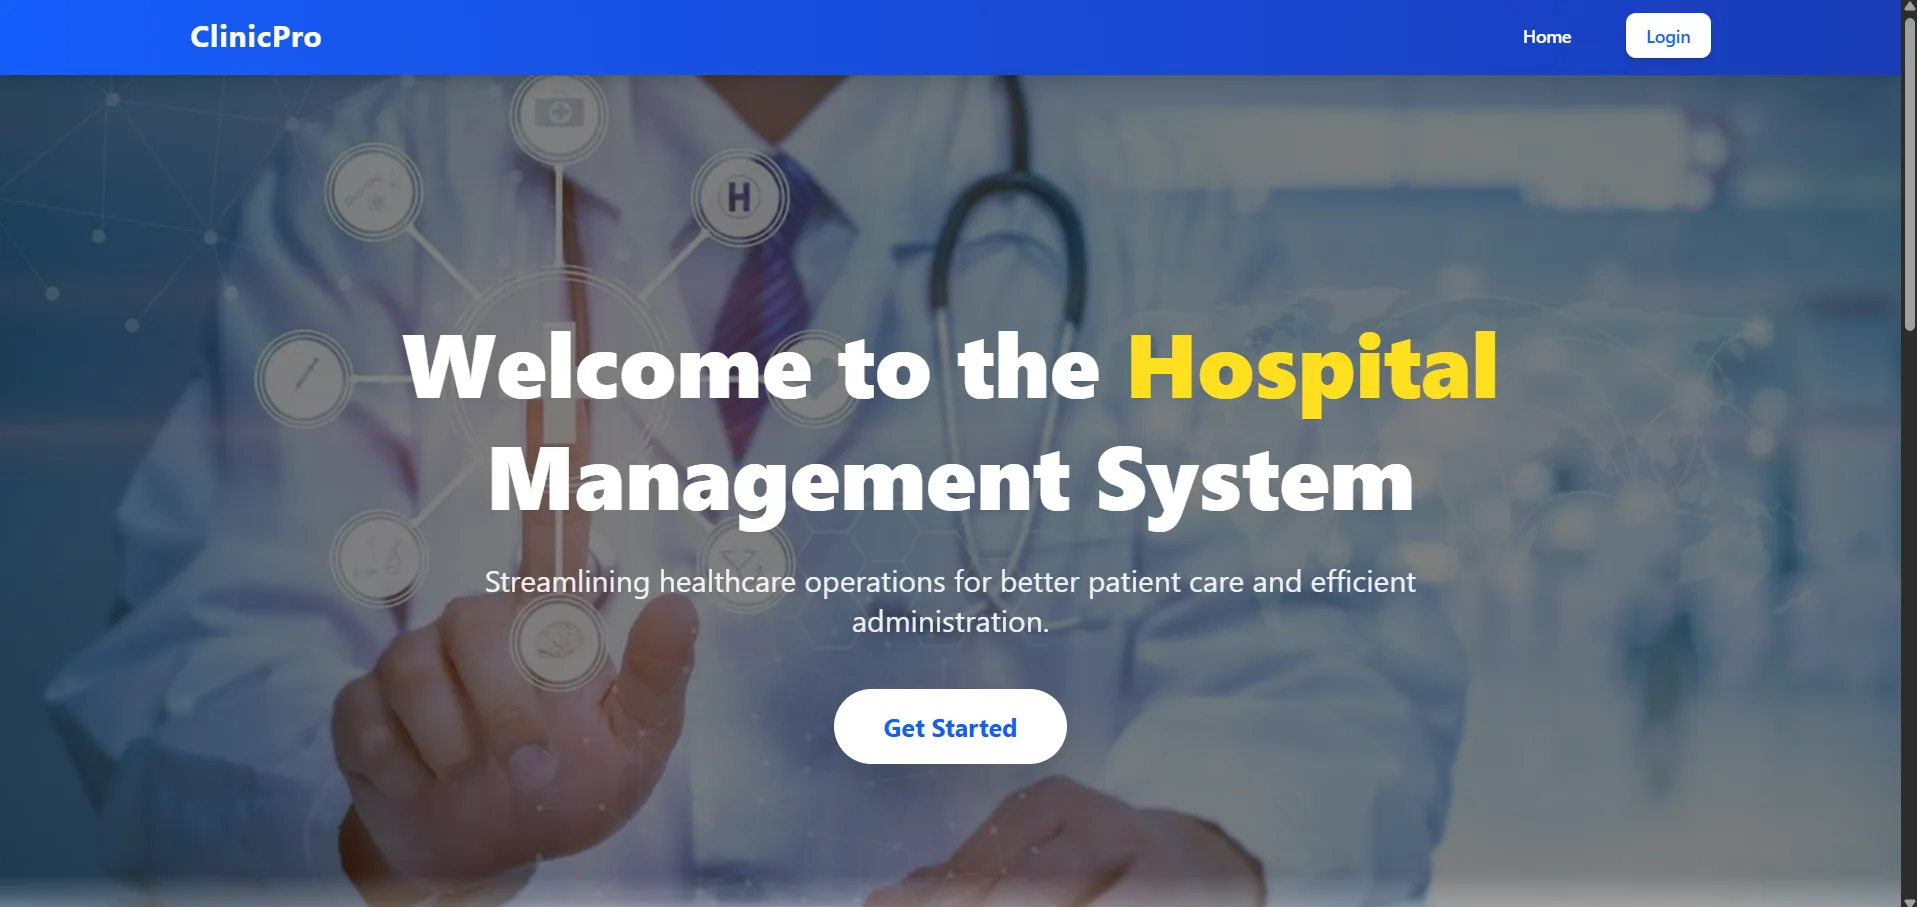 ClinicPro
Home
Login
H
Welcome to the Hospital
Management System
Streamlining healthcare operations for better patient care and efficient
administration.
Get Started